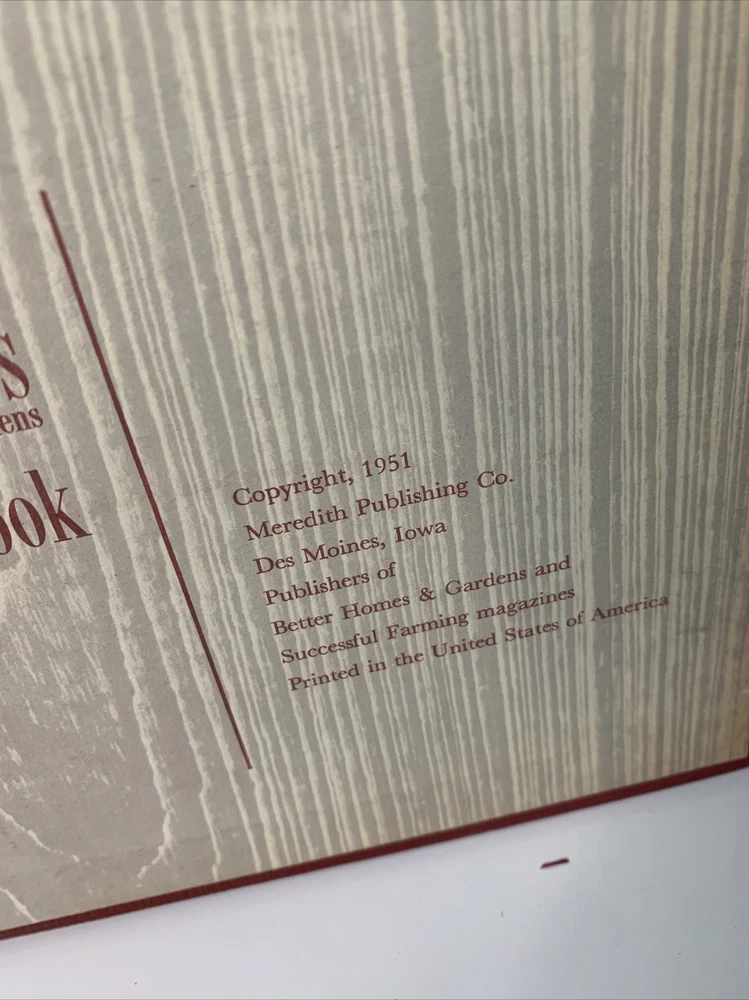 S
ens
ook
Copyright, 1951
Meredith Publishing Co.
Des Moines, Iowa
Publishers of
Better Homes & Gardens and
Successful Farming magazines
Printed in the United States of America